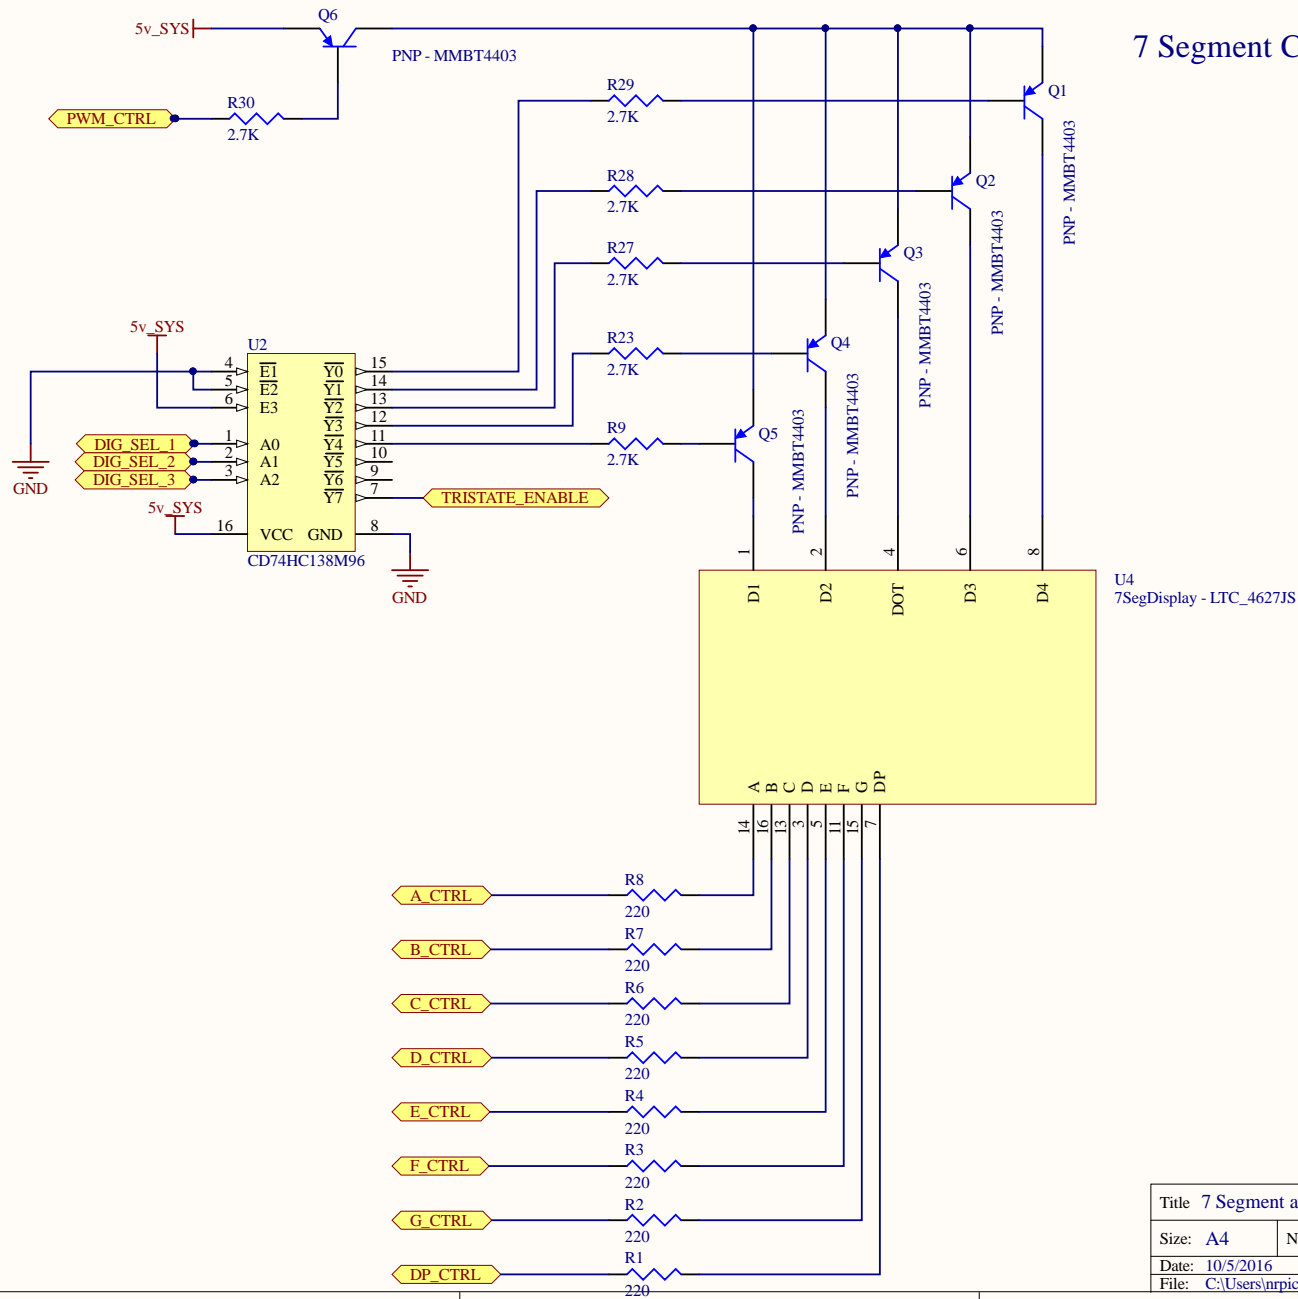 Q6
5v_SYS
PNP - MMBT4403
7 Segment C
R30
PWM_CTRL
2.7K
R29
2.7K
Q1
PNP - MMBT4403
R28
2.7K
Q2
PNP - MMBT4403
R27
2.7K
Q3
PNP - MMBT4403
R23
2.7K
Q4
PNP - MMBT4403
R9
2.7K
Q5
PNP - MMBT4403
5v_SYS
U2
4 E1 Y0 15
5 E2 Y1 14
6 E3 Y2 13
Y3 12
DIG_SEL_1 1 A0 Y4 11
DIG_SEL_2 2 A1 Y5 10
DIG_SEL_3 3 A2 Y6 9
Y7 7 TRISTATE_ENABLE
GND
5v_SYS
16 VCC GND 8
CD74HC138M96
GND
1 2 4 6 8
D1 D2 DOT D3 D4
U4
7SegDisplay - LTC_4627JS
A B C D E F G DP
14 16 13 3 5 11 15 7
R8
A_CTRL
220
R7
B_CTRL
220
R6
C_CTRL
220
R5
D_CTRL
220
R4
E_CTRL
220
R3
F_CTRL
220
R2
G_CTRL
220
R1
DP_CTRL
220
Title 7 Segment a
Size: A4 N
Date: 10/5/2016
File: C:\Users\nrpic